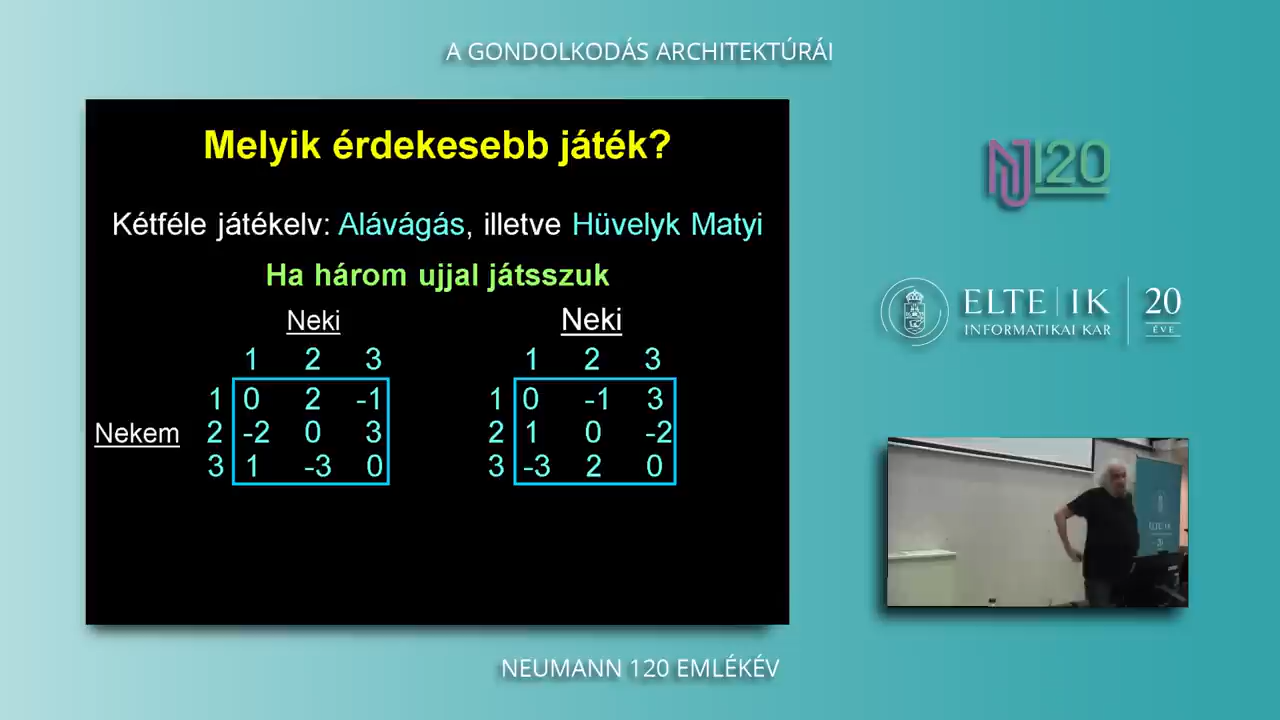 A GONDOLKODÁS ARCHITEKTÚRÁI
Melyik érdekesebb játék?
Kétféle játékelv: Alávágás, illetve Hüvelyk Matyi
Ha három ujjal játsszuk
Neki
1 2 3
1 0 2 -1
Nekem 2 -2 0 3
3 1 -3 0
Neki
1 2 3
1 0 -1 3
2 1 0 -2
3 -3 2 0
NJ120
ELTE | IK
INFORMATIKAI KAR
20
ÉVE
NEUMANN 120 EMLÉKÉV